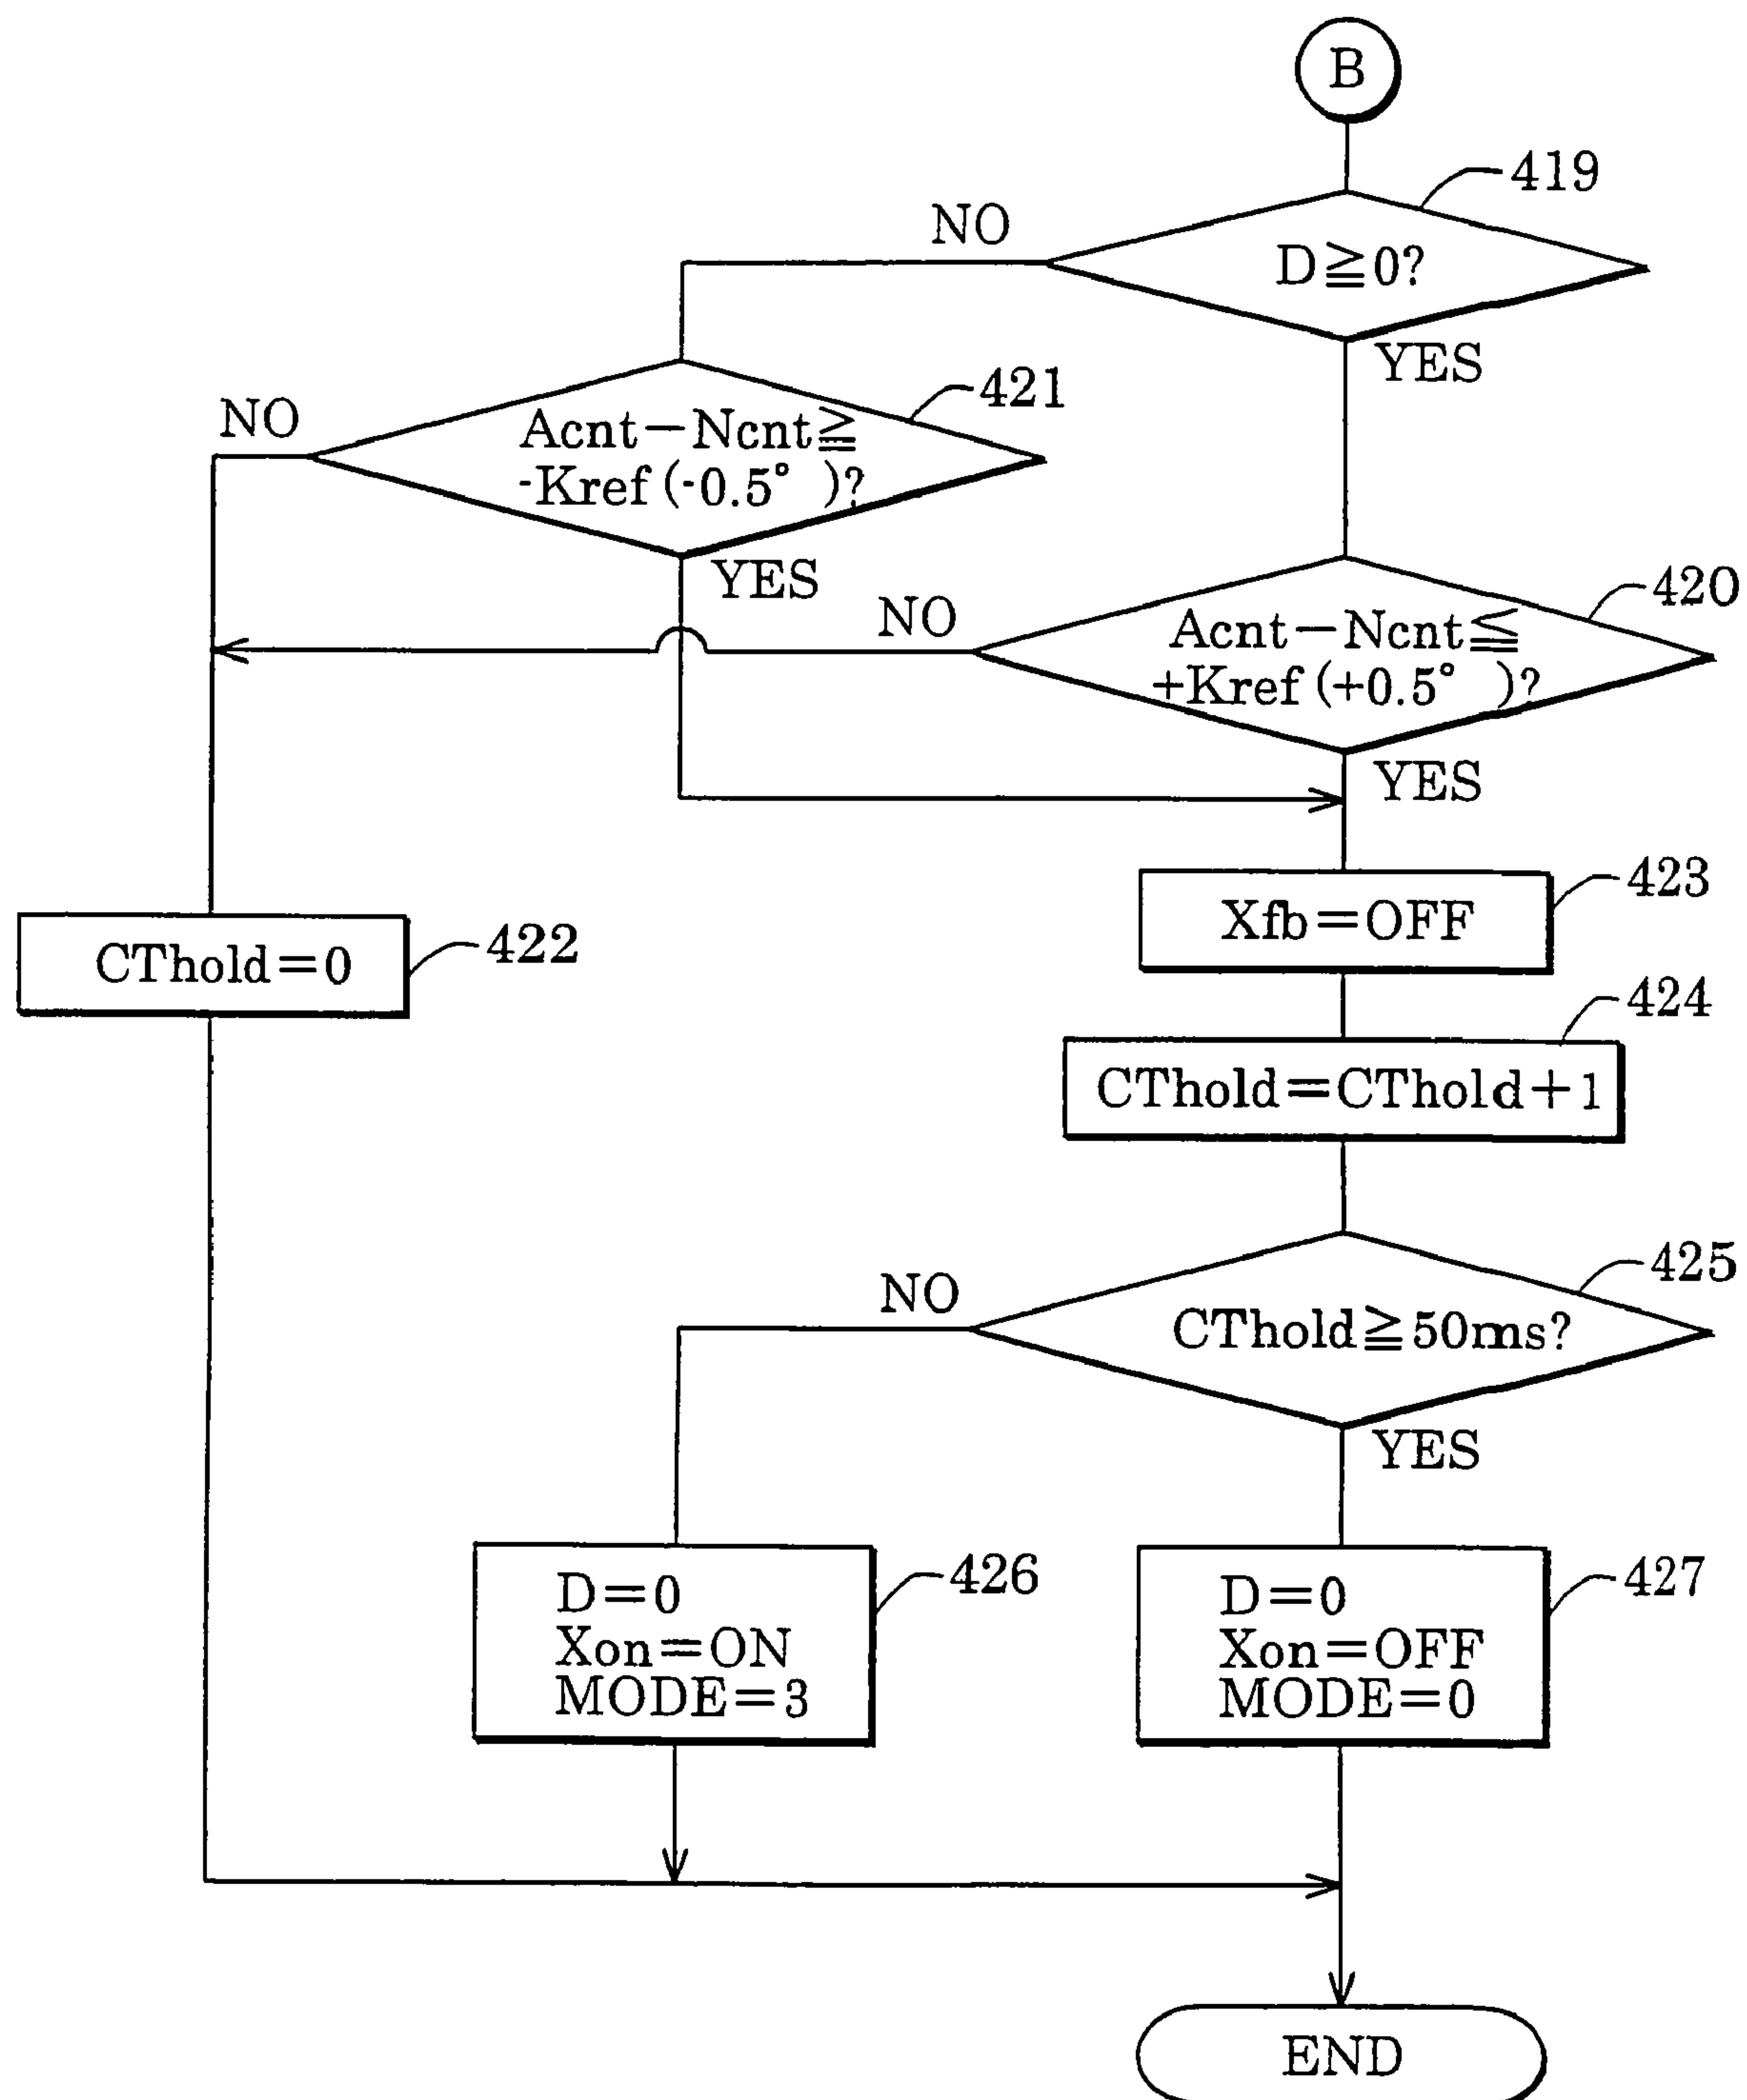 B
419
NO
D≧0?
YES
421
NO
Acnt−Ncnt≧
-Kref(-0.5° )?
YES
420
NO
Acnt−Ncnt≦
+Kref(+0.5° )?
YES
423
Xfb=OFF
422
CThold=0
424
CThold=CThold+1
425
NO
CThold≧50ms?
YES
426
D=0
Xon=ON
MODE=3
427
D=0
Xon=OFF
MODE=0
END